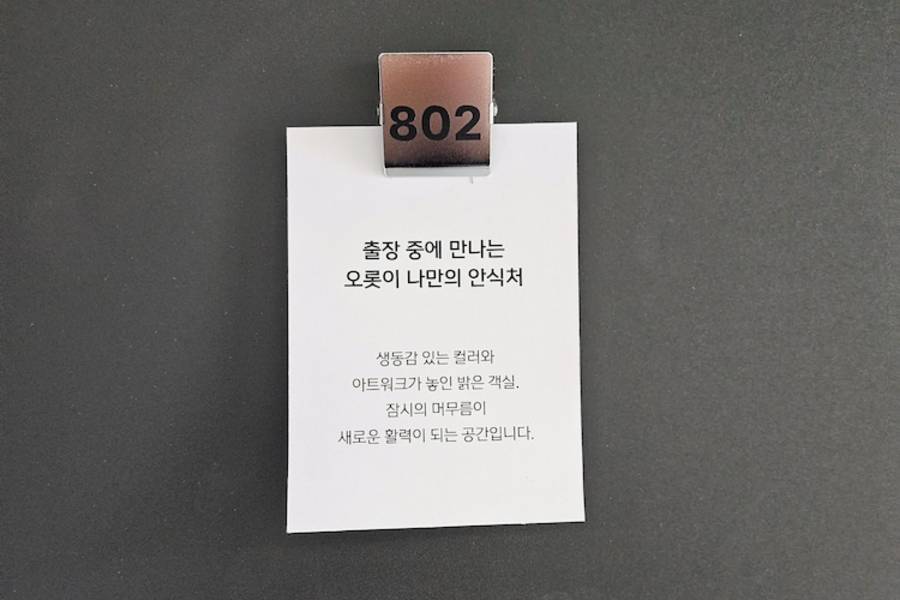 802
출장 중에 만나는
오롯이 나만의 안식처
생동감 있는 컬러와
아트워크가 놓인 밝은 객실.
잠시의 머무름이
새로운 활력이 되는 공간입니다.